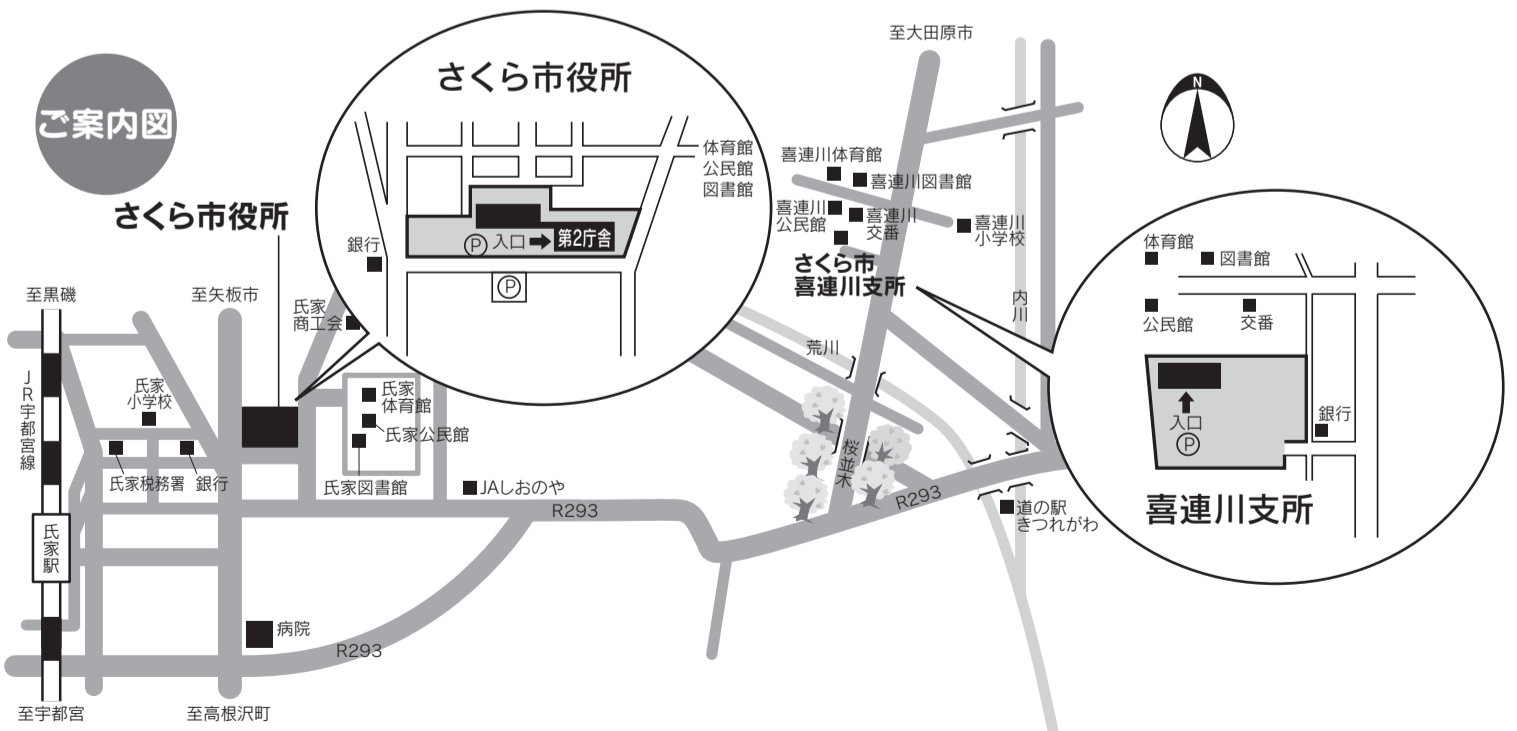 ご案内図
さくら市役所
至黒磯
至矢板市
JR宇都宮線
氏家
小学校
氏家税務署
銀行
氏家駅
至宇都宮
至高根沢町
病院
R293
さくら市役所
体育館
公民館
図書館
銀行
P
入口
第2庁舎
P
氏家
商工会
氏家
体育館
氏家公民館
氏家図書館
JAしおのや
R293
至大田原市
喜連川体育館
喜連川図書館
喜連川
公民館
喜連川
交番
喜連川
小学校
さくら市
喜連川支所
内川
荒川
桜並木
R293
道の駅
きつれがわ
N
体育館
図書館
公民館
交番
入口
P
銀行
喜連川支所